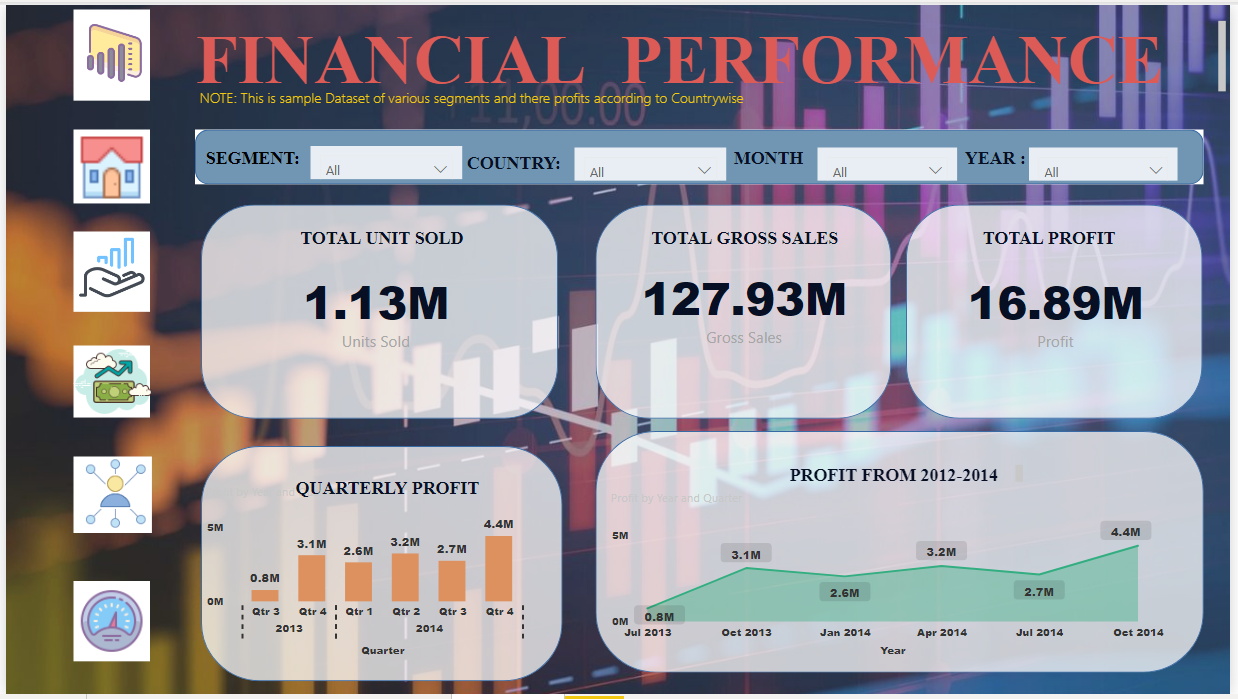 FINANCIAL PERFORMANCE
NOTE: This is sample Dataset of various segments and there profits according to Countrywise
SEGMENT: All COUNTRY: All MONTH All YEAR : All
TOTAL UNIT SOLD
1.13M
Units Sold
TOTAL GROSS SALES
127.93M
Gross Sales
TOTAL PROFIT
16.89M
Profit
QUARTERLY PROFIT
5M
0M
0.8M
3.1M
2.6M
3.2M
2.7M
4.4M
Qtr 3 Qtr 4 Qtr 1 Qtr 2 Qtr 3 Qtr 4
2013 2014
Quarter
PROFIT FROM 2012-2014
Profit by Year and Quarter
5M
0M
0.8M
3.1M
2.6M
3.2M
2.7M
4.4M
Jul 2013 Oct 2013 Jan 2014 Apr 2014 Jul 2014 Oct 2014
Year